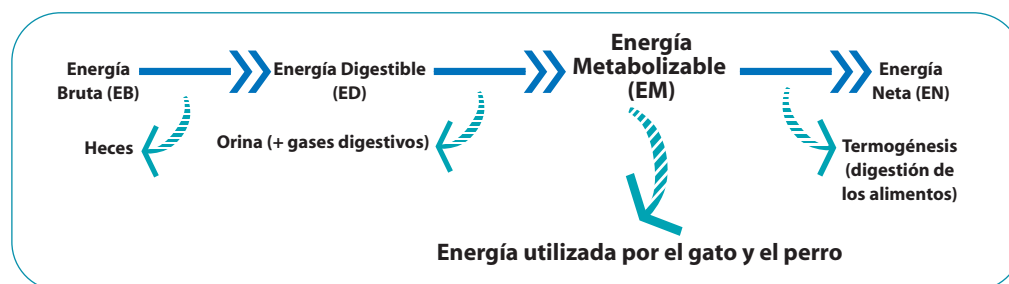 Energía
Bruta (EB)
Energía Digestible
(ED)
Energía
Metabolizable
(EM)
Energía
Neta (EN)
Heces
Orina (+ gases digestivos)
Termogénesis
(digestión de
los alimentos)
Energía utilizada por el gato y el perro